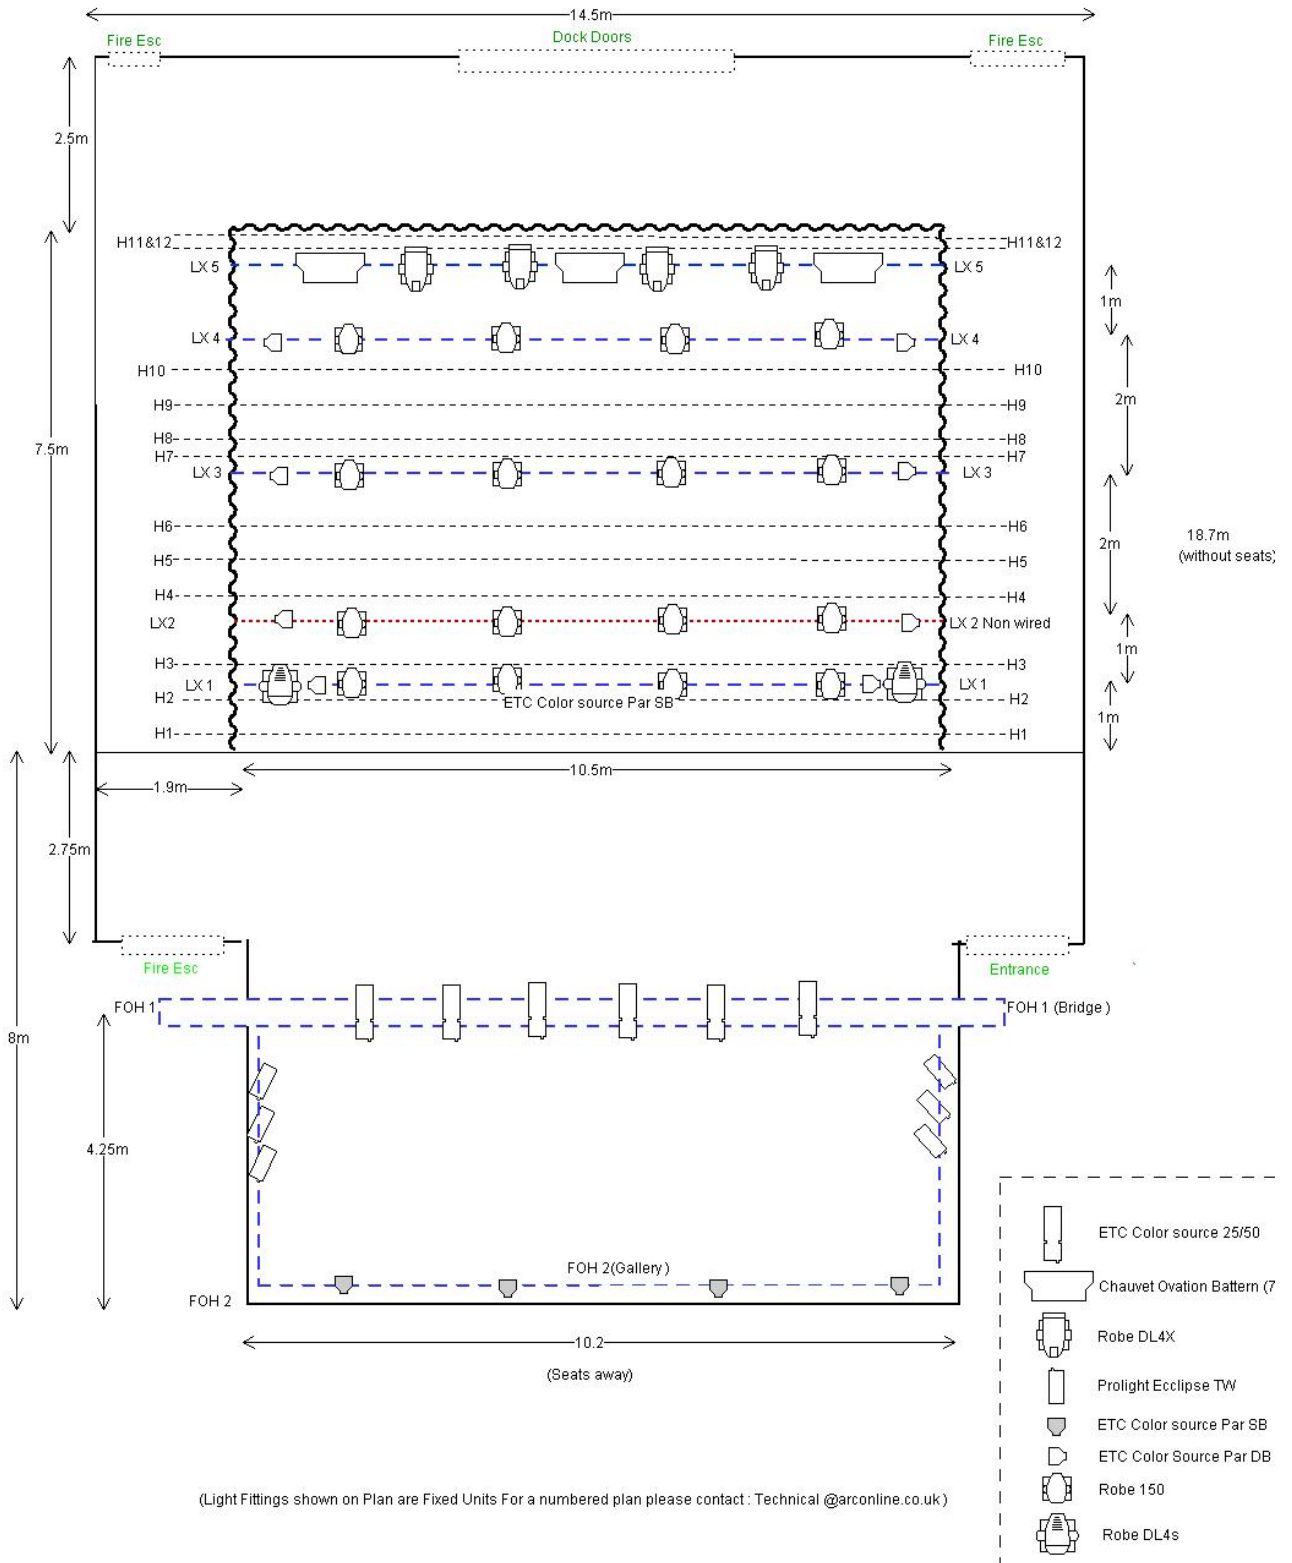 14.5m
Fire Esc
Dock Doors
Fire Esc
2.5m
H11&12
H11&12
LX 5
LX 5
1m
LX 4
LX 4
H10
H10
2m
H9
H9
H8
H8
7.5m
H7
H7
LX 3
LX 3
H6
H6
18.7m
2m
(without seats)
H5
H5
H4
H4
LX2
LX 2 Non wired
1m
H3
H3
LX 1
LX 1
H2
ETC Color source Par SB
H2
1m
H1
H1
10.5m
1.9m
2.75m
Fire Esc
Entrance
FOH 1
FOH 1 (Bridge )
8m
4.25m
FOH 2(Gallery )
FOH 2
10.2
(Seats away)
ETC Color source 25/50
Chauvet Ovation Battern (7
Robe DL4X
Prolight Ecclipse TW
ETC Color source Par SB
ETC Color Source Par DB
Robe 150
Robe DL4s
(Light Fittings shown on Plan are Fixed Units For a numbered plan please contact : Technical @arconline.co.uk )